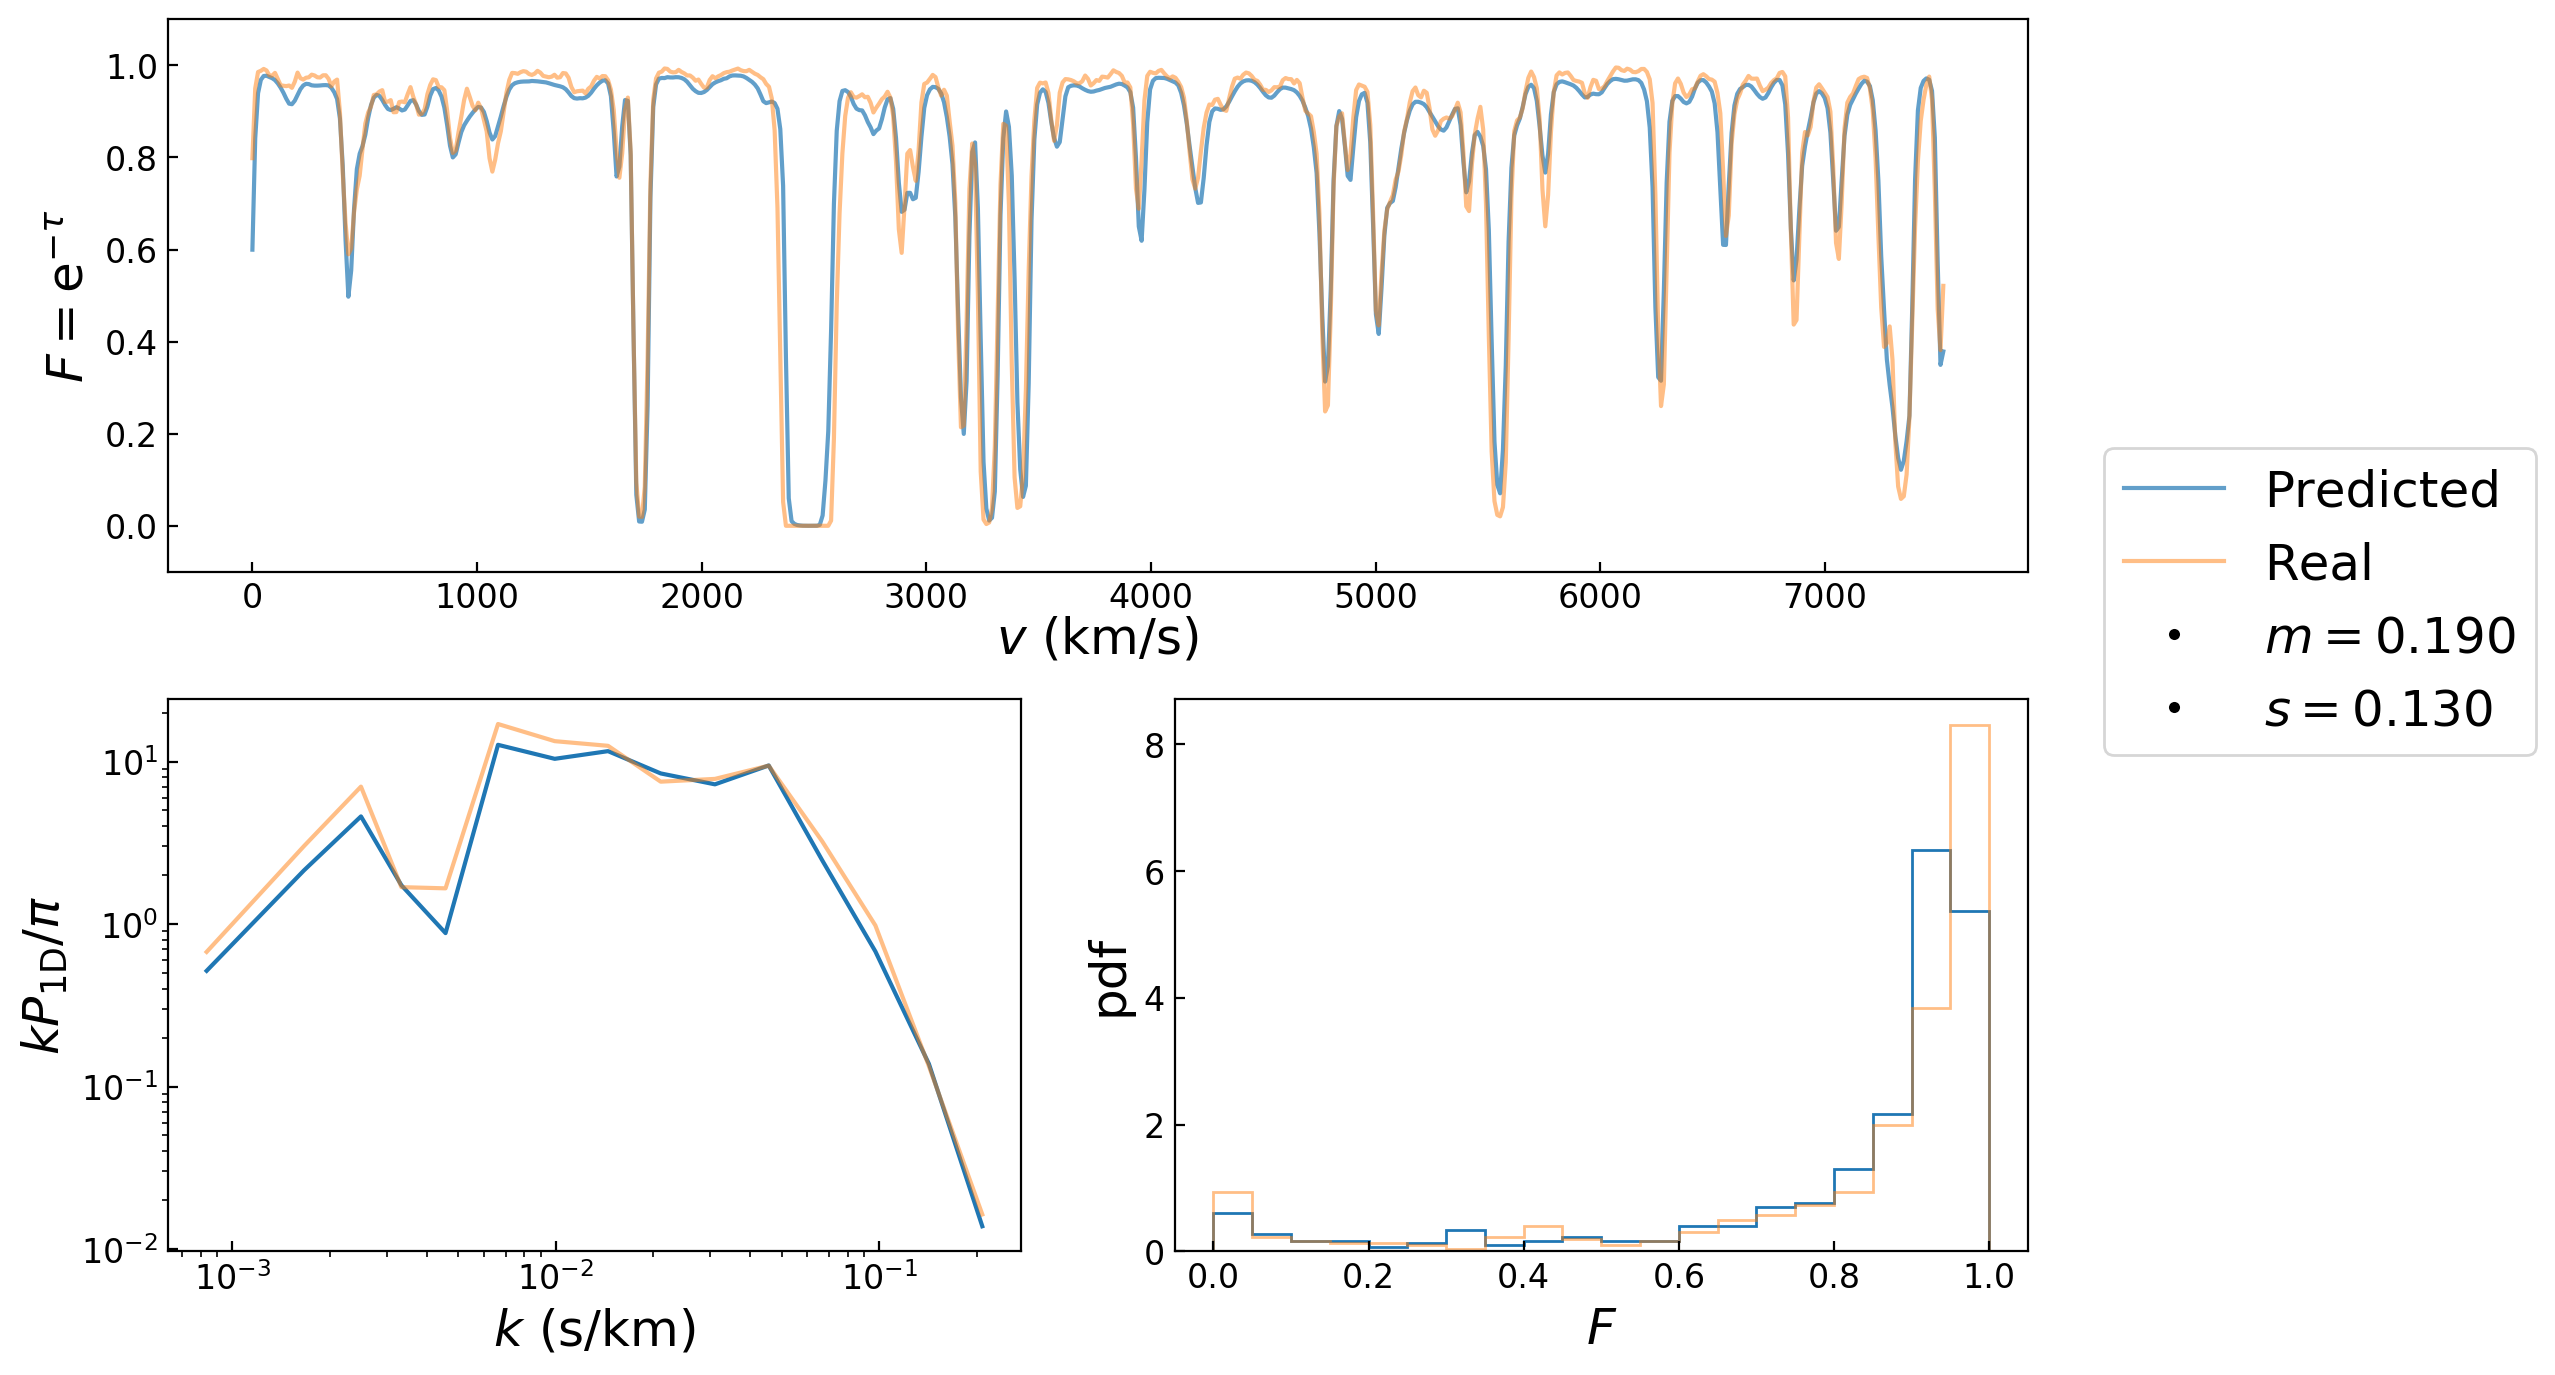 1.0
0.8
0.6
0.4
0.2
0.0
F = e^{-τ}
0 1000 2000 3000 4000 5000 6000 7000
v (km/s)
Predicted
Real
m = 0.190
s = 0.130
10^1
10^0
10^{-1}
10^{-2}
kP_{1D}/π
10^{-3} 10^{-2} 10^{-1}
k (s/km)
8
6
4
2
0
pdf
0.0 0.2 0.4 0.6 0.8 1.0
F